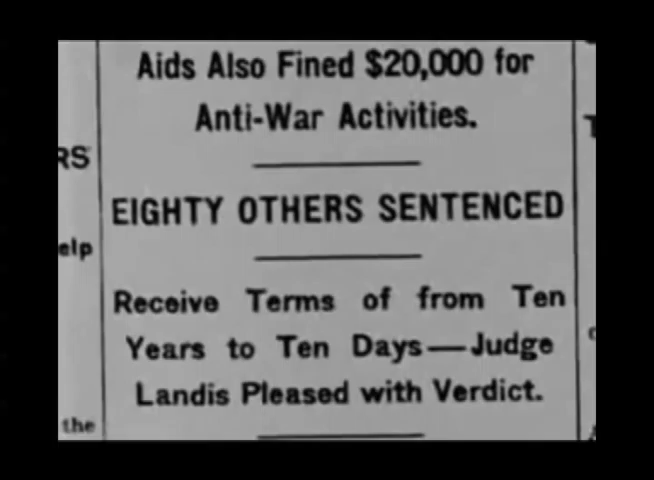 Aids Also Fined $20,000 for
Anti-War Activities.
EIGHTY OTHERS SENTENCED
Receive Terms of from Ten
Years to Ten Days—Judge
Landis Pleased with Verdict.
RS
elp
the